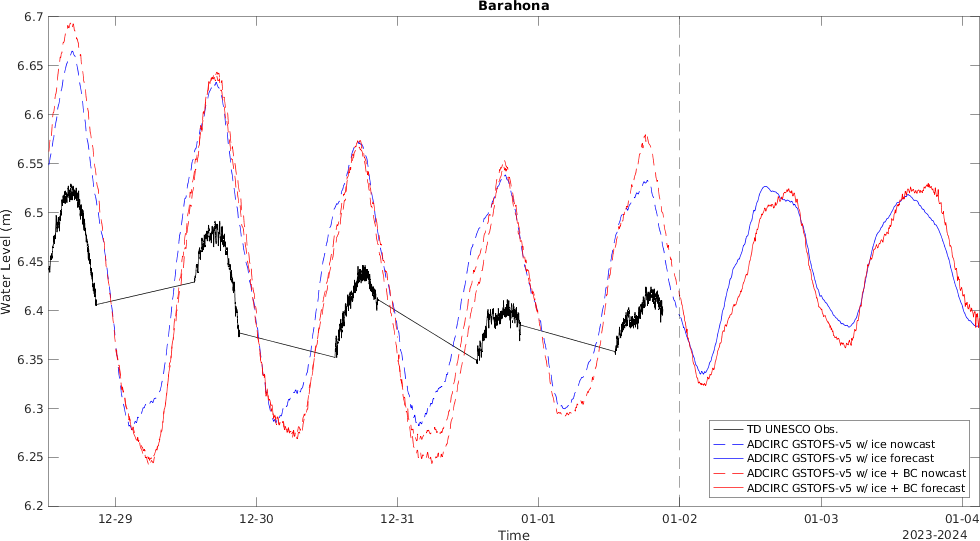 Barahona
Water Level (m)
6.7
6.65
6.6
6.55
6.5
6.45
6.4
6.35
6.3
6.25
6.2
TD UNESCO Obs.
ADCIRC GSTOFS-v5 w/ ice nowcast
ADCIRC GSTOFS-v5 w/ ice forecast
ADCIRC GSTOFS-v5 w/ ice + BC nowcast
ADCIRC GSTOFS-v5 w/ ice + BC forecast
12-29 12-30 12-31 01-01 01-02 01-03 01-04
Time
2023-2024